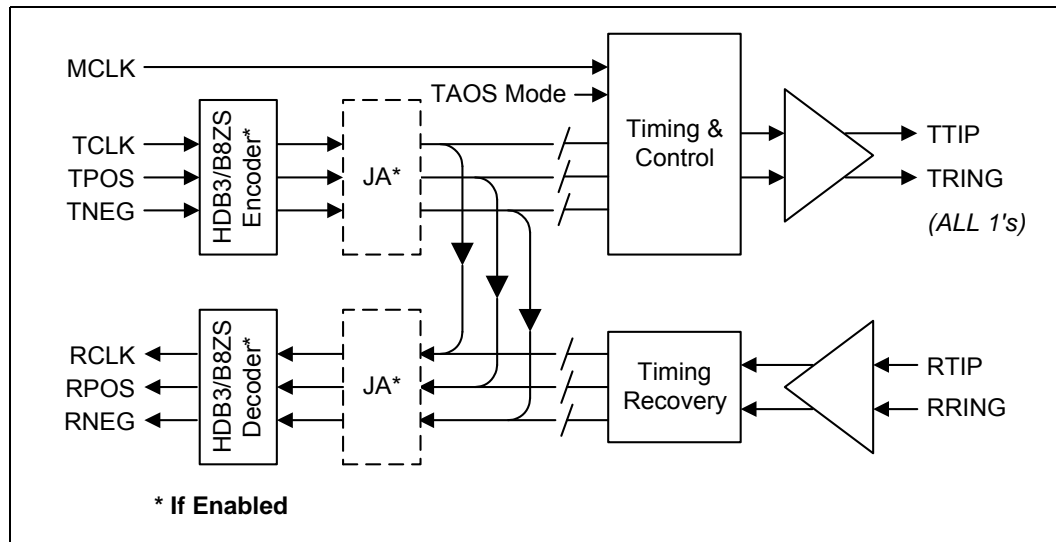 MCLK
TAOS Mode
TCLK
TPOS
TNEG
HDB3/B8ZS
Encoder*
JA*
Timing &
Control
TTIP
TRING
(ALL 1's)
RCLK
RPOS
RNEG
HDB3/B8ZS
Decoder*
JA*
Timing
Recovery
RTIP
RRING
* If Enabled